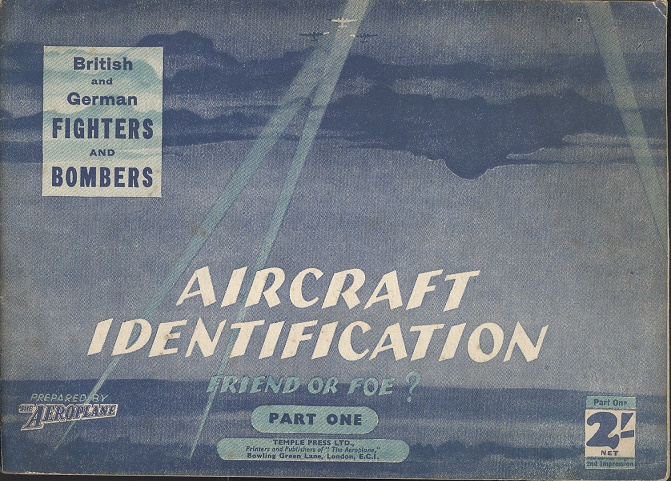 British
and
German
FIGHTERS
AND
BOMBERS
AIRCRAFT
IDENTIFICATION
FRIEND OR FOE ?
PREPARED BY
THE AEROPLANE
PART ONE
TEMPLE PRESS LTD.,
Printers and Publishers of "The Aeroplane,"
Bowling Green Lane, London, E.C.1.
Part One
2/-
NET
2nd Impression